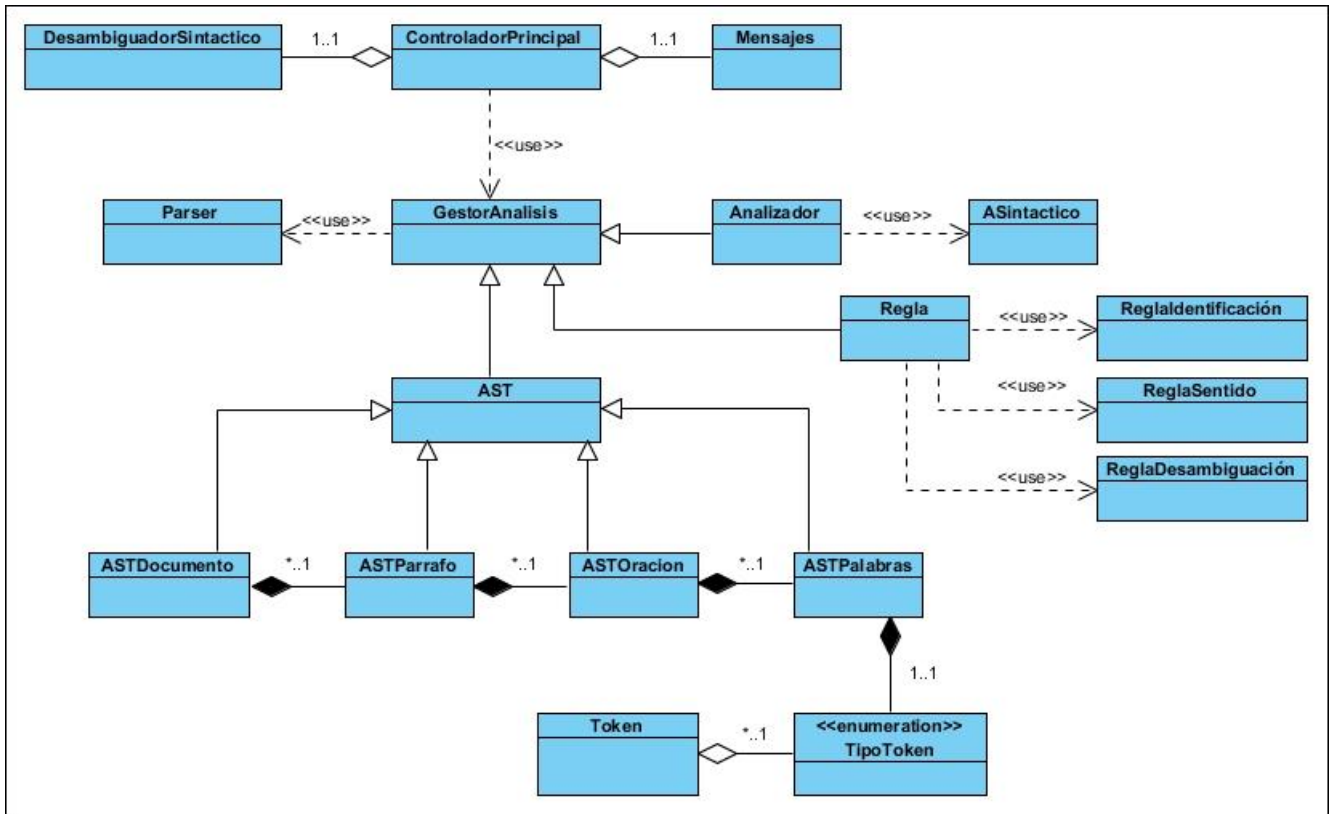 DesambiguadorSintactico
1..1
ControladorPrincipal
1..1
Mensajes
<<use>>
Parser
<<use>>
GestorAnalisis
Analizador
<<use>>
ASintactico
Regla
<<use>>
ReglaIdentificación
<<use>>
ReglaSentido
AST
<<use>>
ReglaDesambiguación
ASTDocumento
*..1
ASTParrafo
*..1
ASTOracion
*..1
ASTPalabras
1..1
Token
*..1
<<enumeration>>
TipoToken